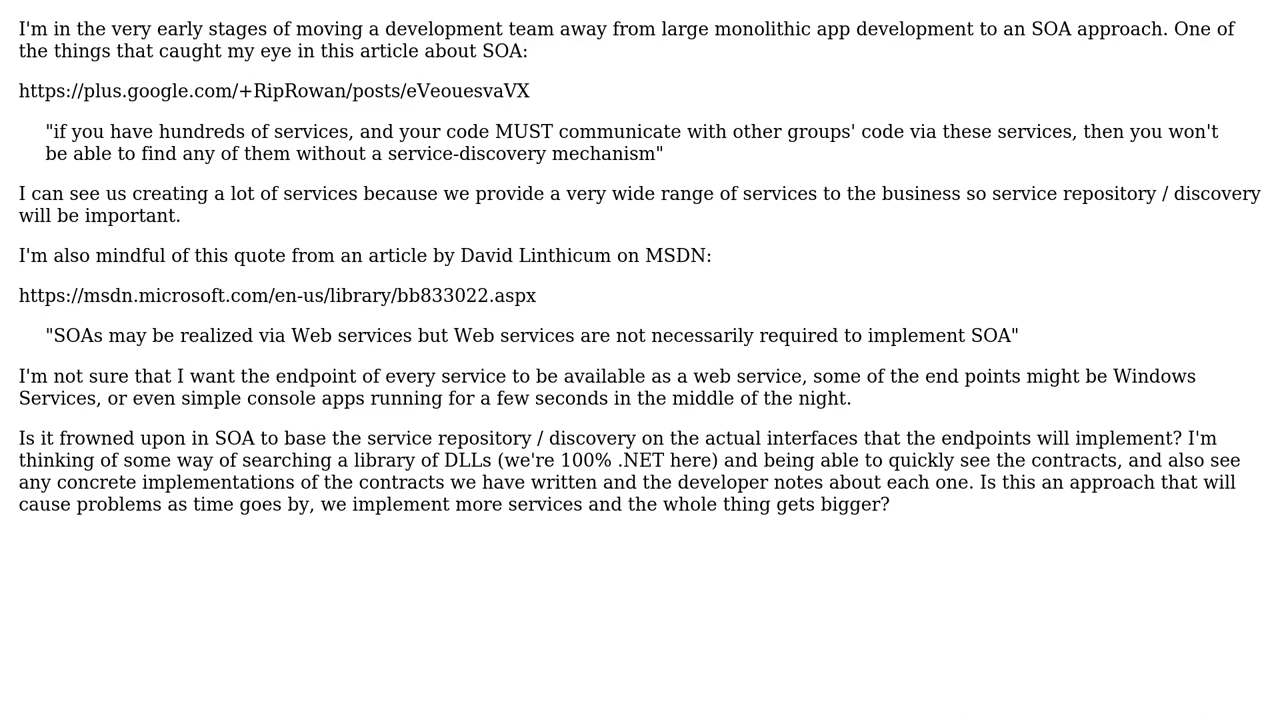 I'm in the very early stages of moving a development team away from large monolithic app development to an SOA approach. One of
the things that caught my eye in this article about SOA:
https://plus.google.com/+RipRowan/posts/eVeouesvaVX
"if you have hundreds of services, and your code MUST communicate with other groups' code via these services, then you won't
be able to find any of them without a service-discovery mechanism"
I can see us creating a lot of services because we provide a very wide range of services to the business so service repository / discovery
will be important.
I'm also mindful of this quote from an article by David Linthicum on MSDN:
https://msdn.microsoft.com/en-us/library/bb833022.aspx
"SOAs may be realized via Web services but Web services are not necessarily required to implement SOA"
I'm not sure that I want the endpoint of every service to be available as a web service, some of the end points might be Windows
Services, or even simple console apps running for a few seconds in the middle of the night.
Is it frowned upon in SOA to base the service repository / discovery on the actual interfaces that the endpoints will implement? I'm
thinking of some way of searching a library of DLLs (we're 100% .NET here) and being able to quickly see the contracts, and also see
any concrete implementations of the contracts we have written and the developer notes about each one. Is this an approach that will
cause problems as time goes by, we implement more services and the whole thing gets bigger?